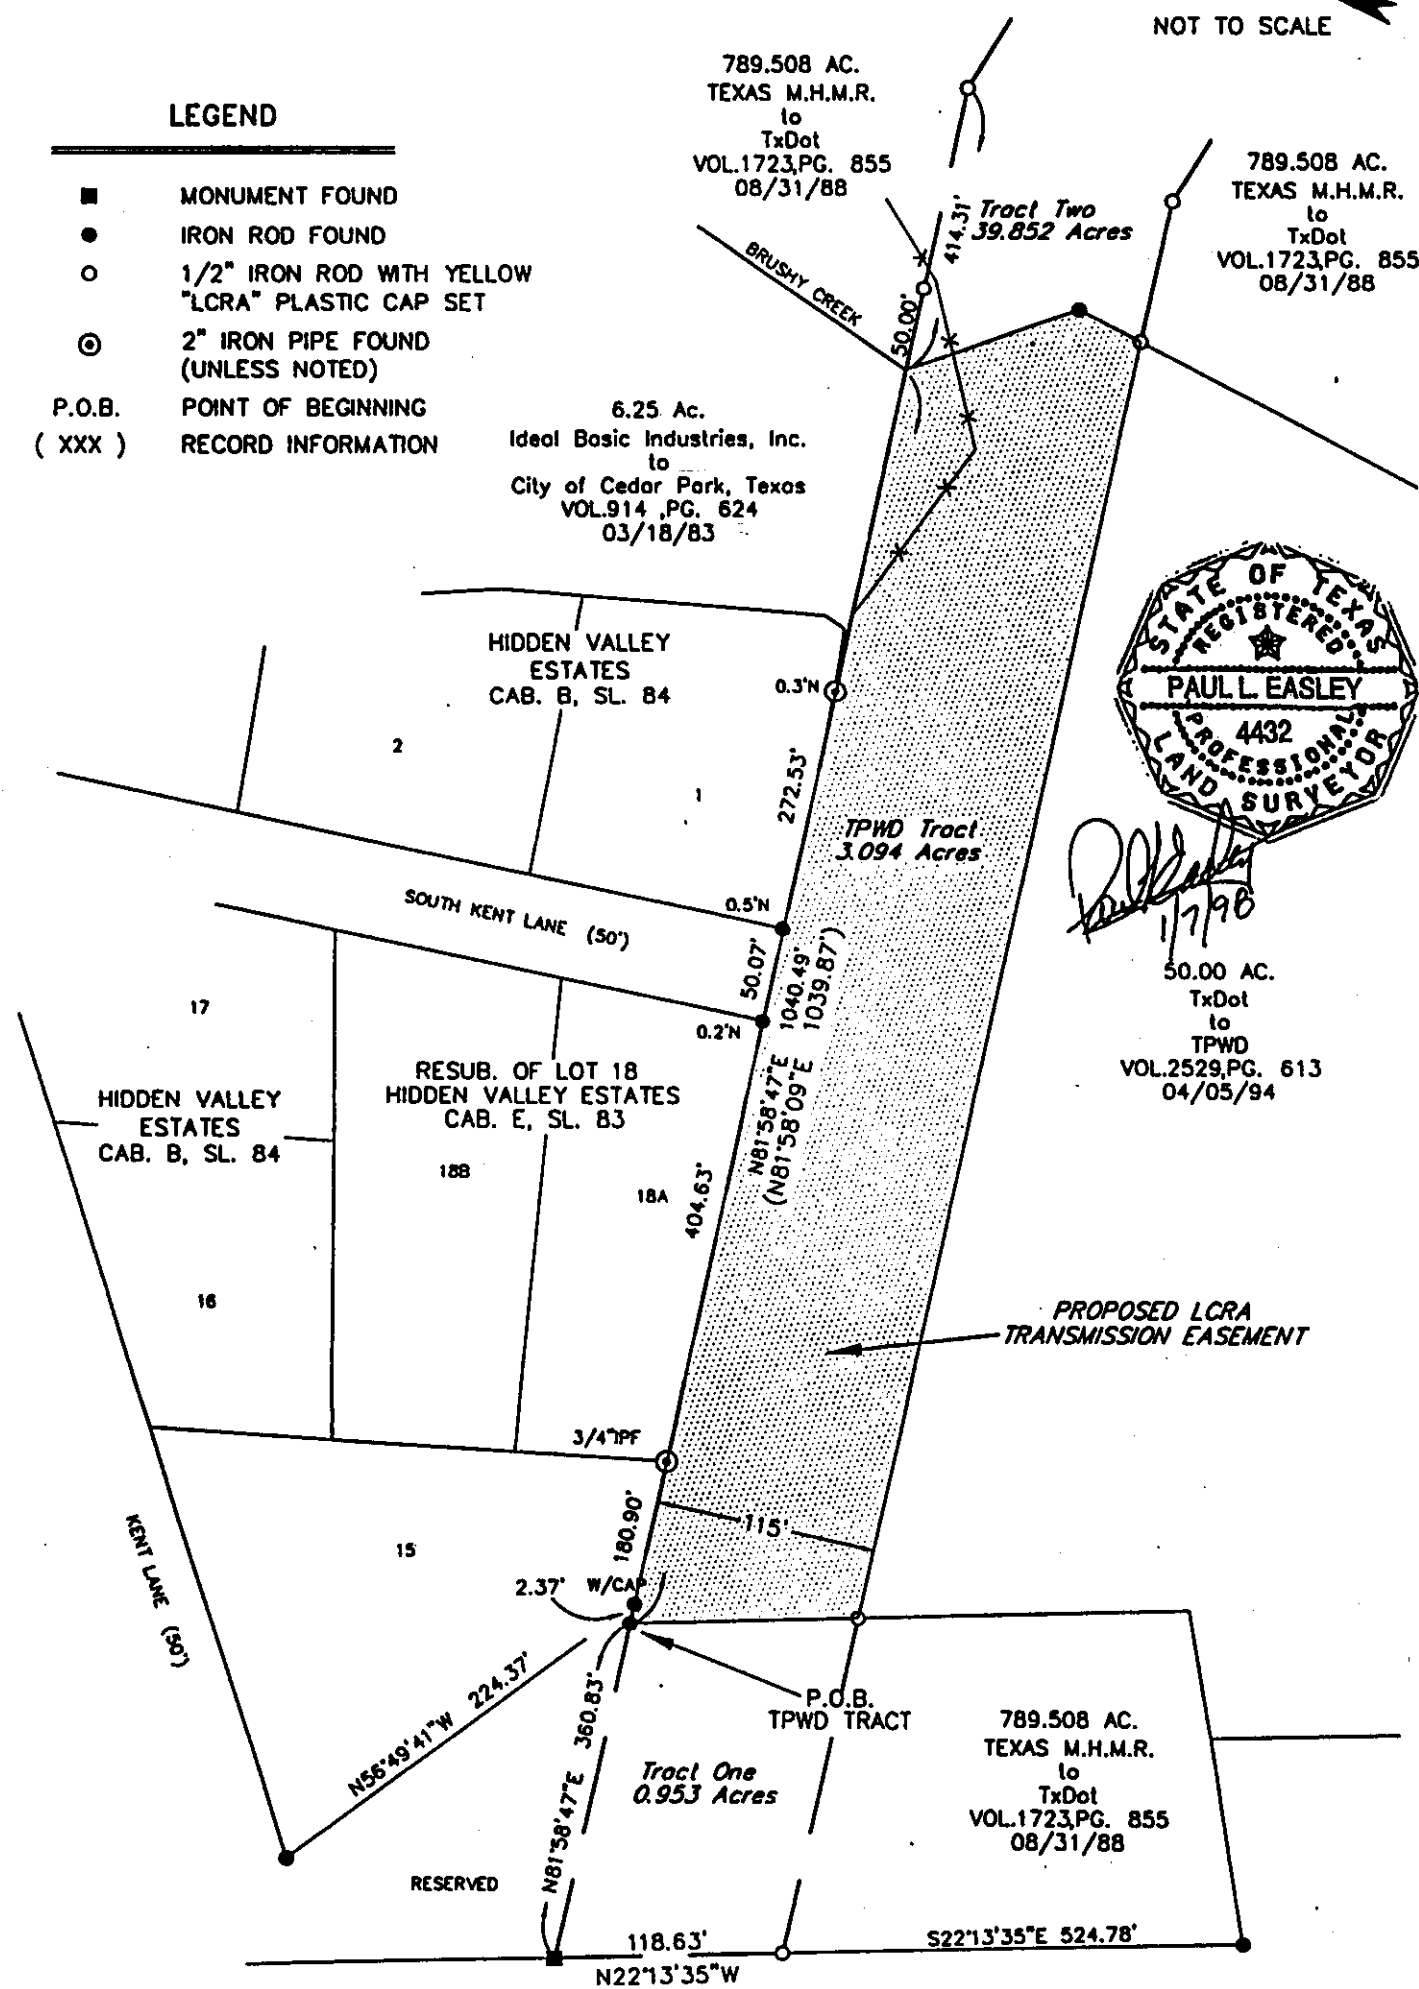 NOT TO SCALE
LEGEND
MONUMENT FOUND
IRON ROD FOUND
1/2" IRON ROD WITH YELLOW
"LCRA" PLASTIC CAP SET
2" IRON PIPE FOUND
(UNLESS NOTED)
P.O.B. POINT OF BEGINNING
( XXX ) RECORD INFORMATION
789.508 AC.
TEXAS M.H.M.R.
to
TxDot
VOL.1723,PG. 855
08/31/88
789.508 AC.
TEXAS M.H.M.R.
to
TxDot
VOL.1723,PG. 855
08/31/88
414.31'
Tract Two
39.852 Acres
BRUSHY CREEK
50.00'
6.25 Ac.
Ideal Basic Industries, Inc.
to
City of Cedar Park, Texas
VOL.914 ,PG. 624
03/18/83
STATE OF TEXAS
REGISTERED
PAUL L. EASLEY
4432
PROFESSIONAL
LAND SURVEYOR
1/7/98
HIDDEN VALLEY
ESTATES
CAB. B, SL. 84
0.3'N
2
1
272.53'
TPWD Tract
3.094 Acres
SOUTH KENT LANE (50')
0.5'N
50.07'
0.2'N
1040.49'
1039.87')
N81°58'47"E
(N81°58'09"E
50.00 AC.
TxDot
to
TPWD
VOL.2529,PG. 613
04/05/94
17
HIDDEN VALLEY
ESTATES
CAB. B, SL. 84
RESUB. OF LOT 18
HIDDEN VALLEY ESTATES
CAB. E, SL. 83
18B
18A
404.63'
16
PROPOSED LCRA
TRANSMISSION EASEMENT
3/4"IPF
115'
180.90'
15
KENT LANE (50')
2.37' W/CAP
N56°49'41"W 224.37'
P.O.B.
TPWD TRACT
N81°58'47"E 360.83'
Tract One
0.953 Acres
789.508 AC.
TEXAS M.H.M.R.
to
TxDot
VOL.1723,PG. 855
08/31/88
RESERVED
118.63'
N22°13'35"W
S22°13'35"E 524.78'